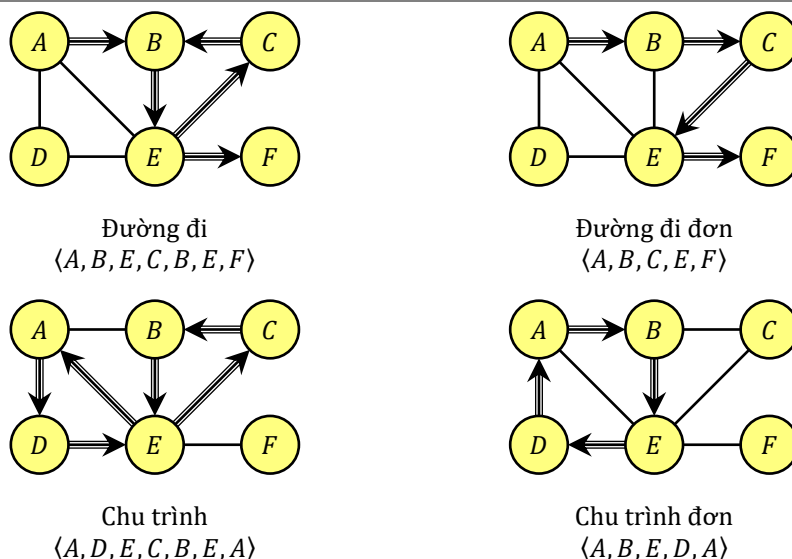 A B C
D E F
Đường đi
⟨A, B, E, C, B, E, F⟩
A B C
D E F
Đường đi đơn
⟨A, B, C, E, F⟩
A B C
D E F
Chu trình
⟨A, D, E, C, B, E, A⟩
A B C
D E F
Chu trình đơn
⟨A, B, E, D, A⟩